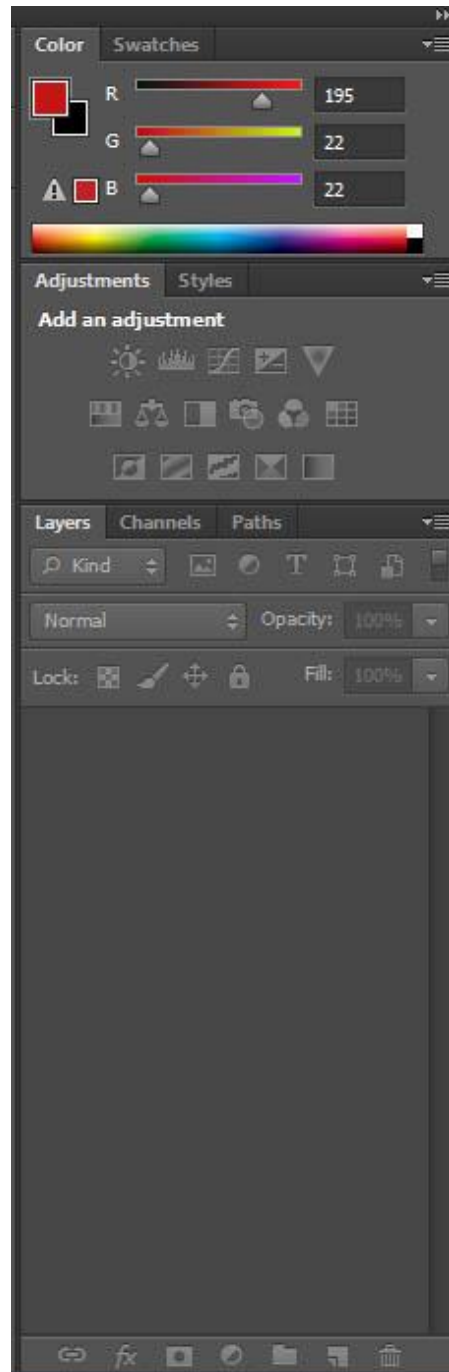 Color Swatches
R 195
G 22
B 22
Adjustments Styles
Add an adjustment
Layers Channels Paths
Kind T
Normal Opacity: 100%
Lock: Fill: 100%
fx